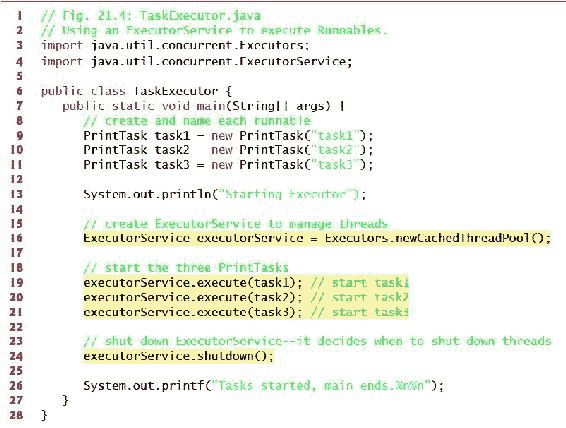 1 // Fig. 21.4: TaskExecutor.java
2 // Using an ExecutorService to execute Runnables.
3 import java.util.concurrent.Executors;
4 import java.util.concurrent.ExecutorService;
5
6 public class TaskExecutor {
7 public static void main(String[] args) {
8 // create and name each runnable
9 PrintTask task1 = new PrintTask("task1");
10 PrintTask task2 = new PrintTask("task2");
11 PrintTask task3 = new PrintTask("task3");
12
13 System.out.println("Starting Executor");
14
15 // create ExecutorService to manage threads
16 ExecutorService executorService = Executors.newCachedThreadPool();
17
18 // start the three PrintTasks
19 executorService.execute(task1); // start task1
20 executorService.execute(task2); // start task2
21 executorService.execute(task3); // start task3
22
23 // shut down ExecutorService--it decides when to shut down threads
24 executorService.shutdown();
25
26 System.out.printf("Tasks started, main ends.%n%n");
27 }
28 }